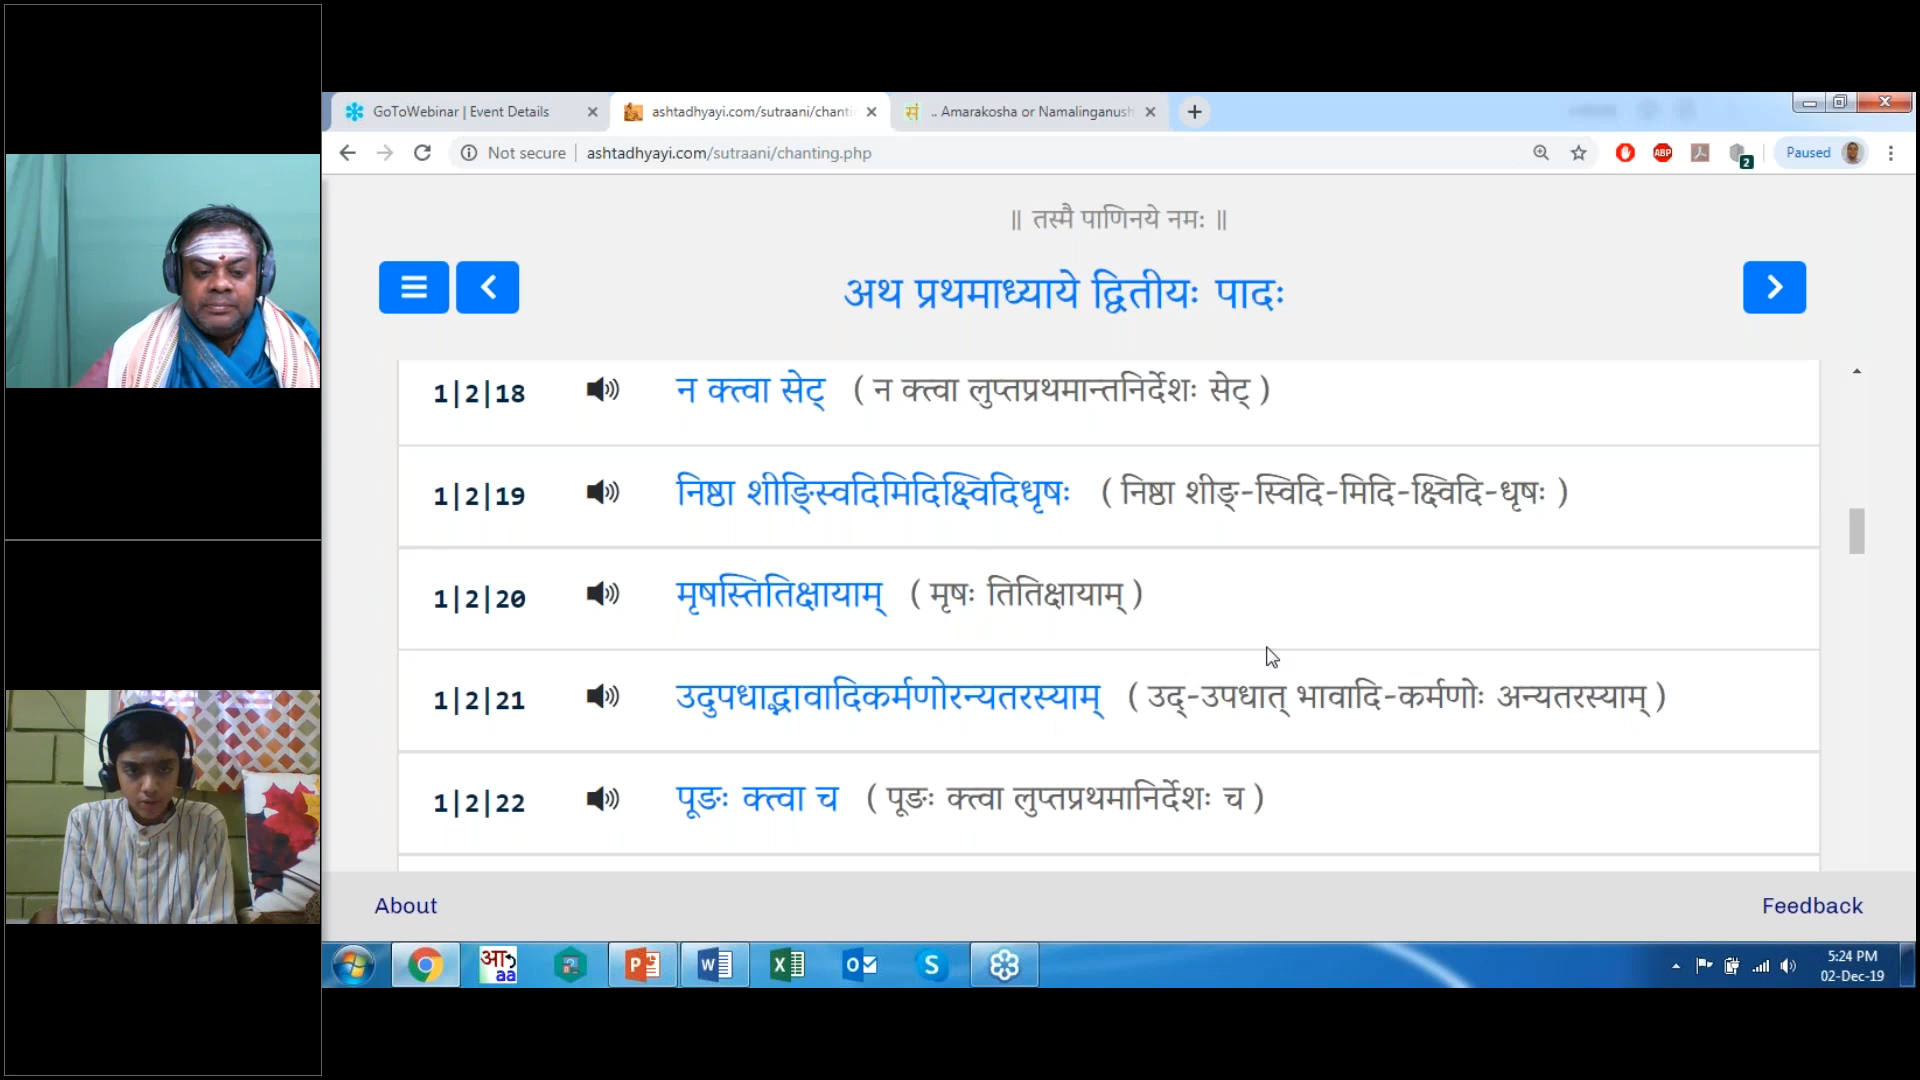 GoToWebinar | Event Details
ashtadhyayi.com/sutraani/chanti
.. Amarakosha or Namalinganush
Not secure | ashtadhyayi.com/sutraani/chanting.php
ABP
2
Paused
॥ तस्मै पाणिनये नमः ॥
अथ प्रथमाध्याये द्वितीयः पादः
1|2|18 न क्त्वा सेट् ( न क्त्वा लुप्तप्रथमान्तनिर्देशः सेट् )
1|2|19 निष्ठा शीङ्स्विदिमिदिक्ष्विदिधृषः ( निष्ठा शीङ्-स्विदि-मिदि-क्ष्विदि-धृषः )
1|2|20 मृषस्तितिक्षायाम् ( मृषः तितिक्षायाम् )
1|2|21 उदुपधाद्भावादिकर्मणोरन्यतरस्याम् ( उद्-उपधात् भावादि-कर्मणोः अन्यतरस्याम् )
1|2|22 पूङः क्त्वा च ( पूङः क्त्वा लुप्तप्रथमानिर्देशः च )
About
Feedback
5:24 PM
02-Dec-19